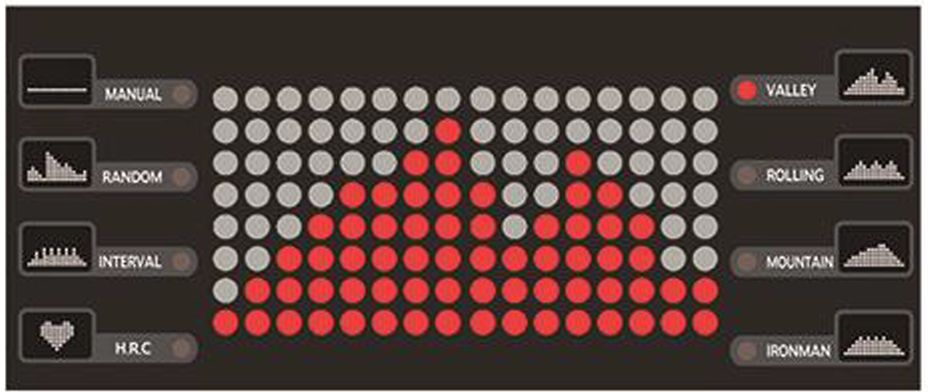 MANUAL
RANDOM
INTERVAL
H.R.C
VALLEY
ROLLING
MOUNTAIN
IRONMAN